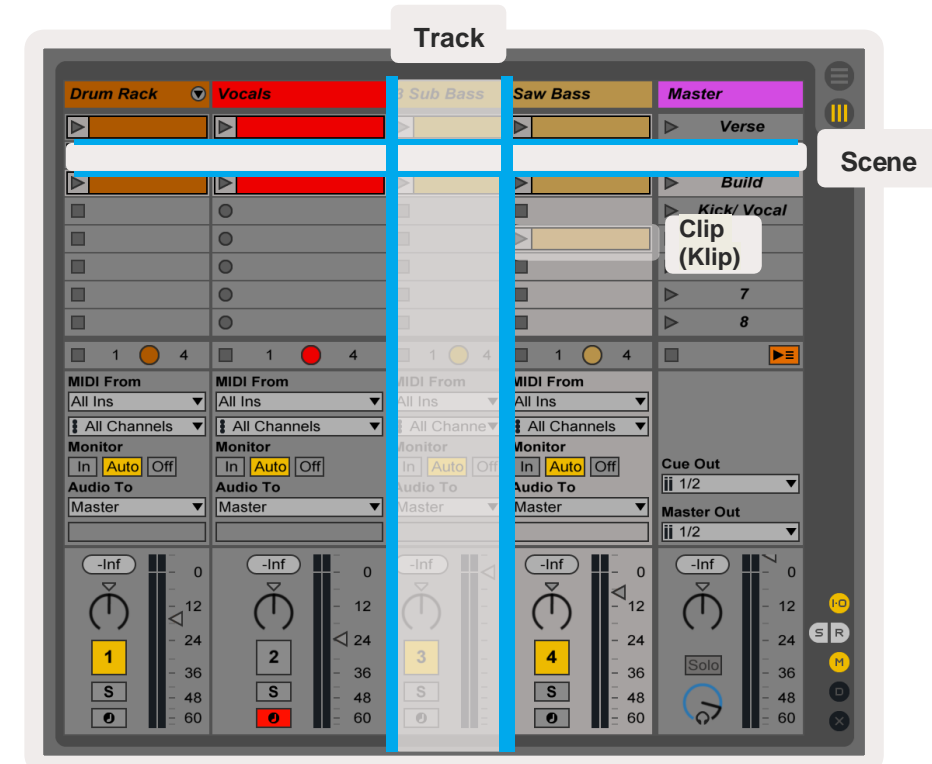 Track
Drum Rack Vocals 3 Sub Bass Saw Bass Master
Verse
Scene
Build
Kick/ Vocal
Clip
(Klip)
7
8
1 4 1 4 1 4 1 4
MIDI From MIDI From MIDI From MIDI From
All Ins All Ins All Ins All Ins
All Channels All Channels All Channe All Channels
Monitor Monitor Monitor Monitor
In Auto Off In Auto Off In Auto Off In Auto Off Cue Out
Audio To Audio To Audio To Audio To 1/2
Master Master Master Master Master Out
1/2
-Inf 0 -Inf 0 -Inf -Inf 0 -Inf 0
12 12 12 12 I·O
24 24 24 24 S R
1 2 3 4 Solo M
36 36 36 36
S 48 S 48 S S 48 48 D
60 60 60 60 X